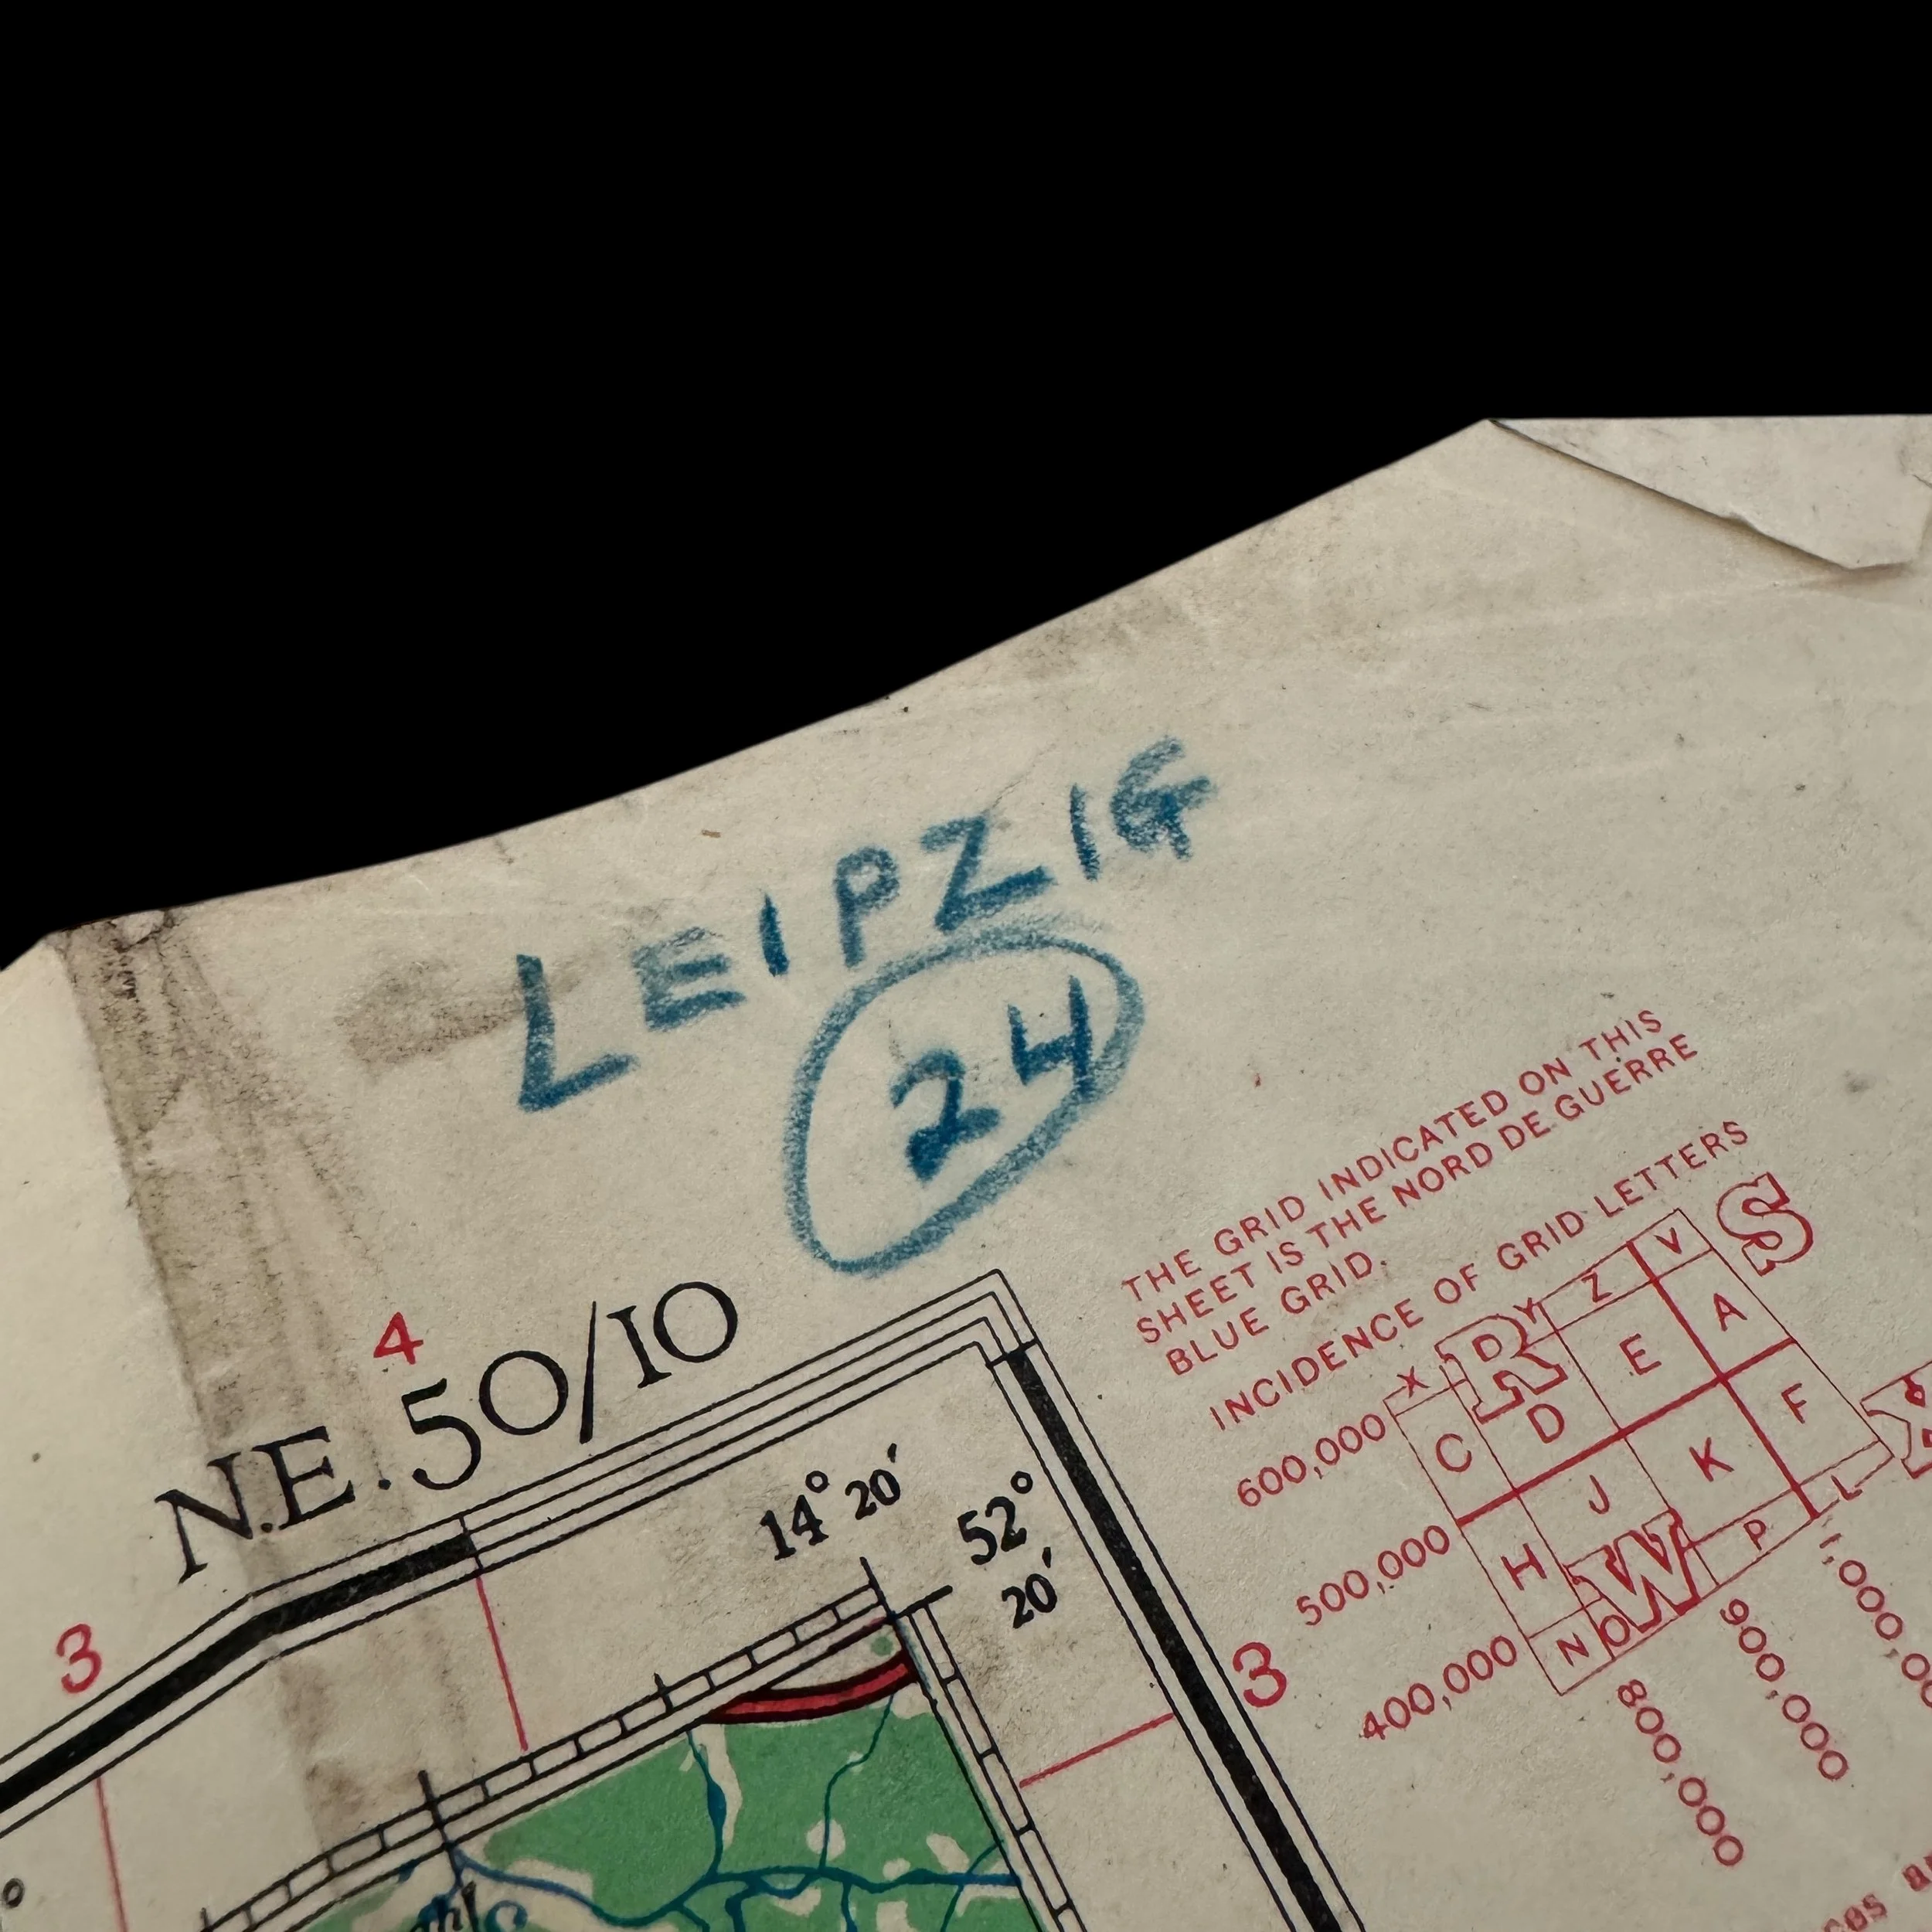 LEIPZIG
24
THE GRID INDICATED ON THIS
SHEET IS THE NORD DE GUERRE
BLUE GRID.
INCIDENCE OF GRID LETTERS
S
X D Y Z V
R
C D E A
600,000
F
500,000
H J K L
W P
400,000
N O
800,000
900,000
4
N.E. 50/10
14° 20′
52°
20′
3
3